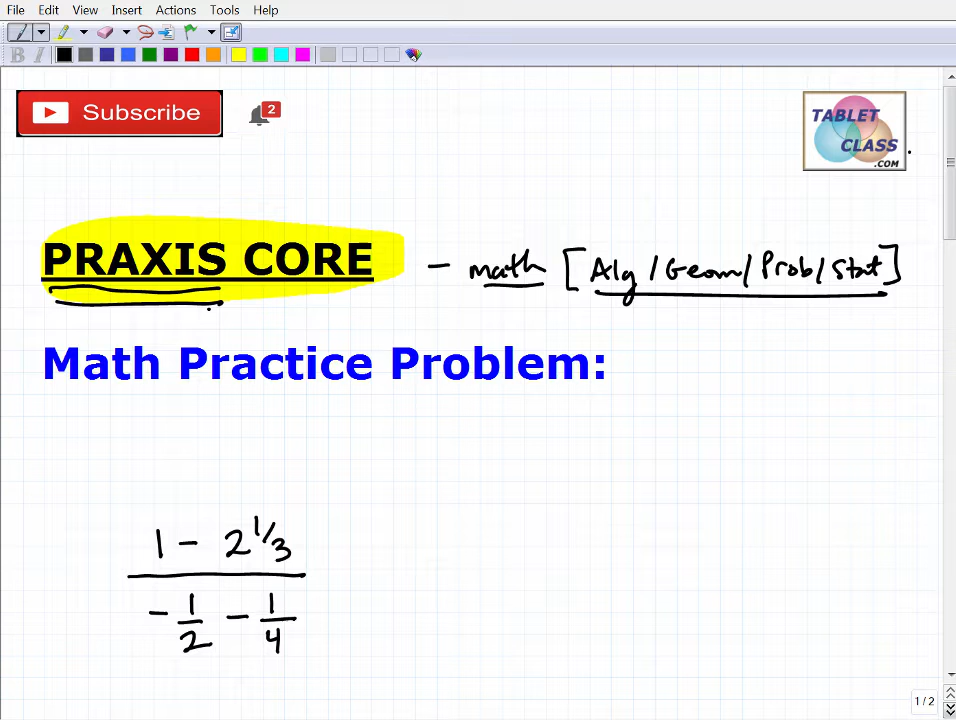 File Edit View Insert Actions Tools Help
B I
Subscribe 2
TABLET
CLASS
.COM
PRAXIS CORE - math [Alg / Geom / Prob / Stat]
Math Practice Problem:
1 - 2 1/3
- 1/2 - 1/4
1 / 2